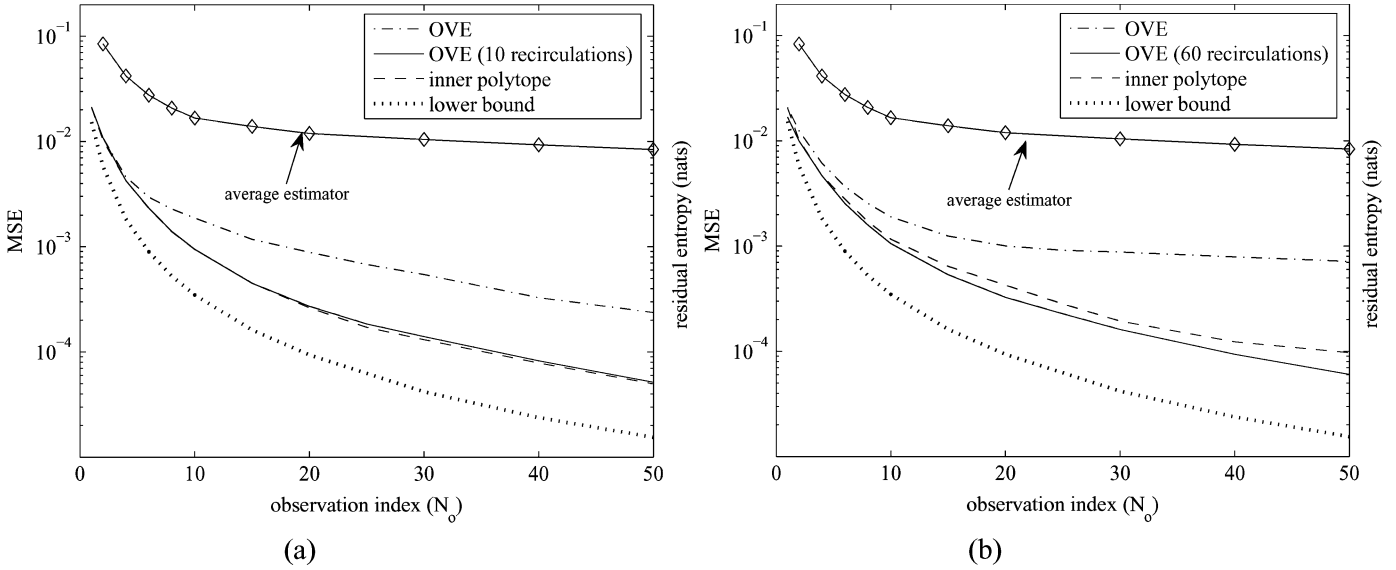 OVE
OVE (10 recirculations)
inner polytope
lower bound
10⁻¹
10⁻²
10⁻³
10⁻⁴
MSE
average estimator
0
10
20
30
40
50
observation index (Nₒ)
residual entropy (nats)
(a)
OVE
OVE (60 recirculations)
inner polytope
lower bound
10⁻¹
10⁻²
10⁻³
10⁻⁴
MSE
average estimator
0
10
20
30
40
50
observation index (Nₒ)
residual entropy (nats)
(b)